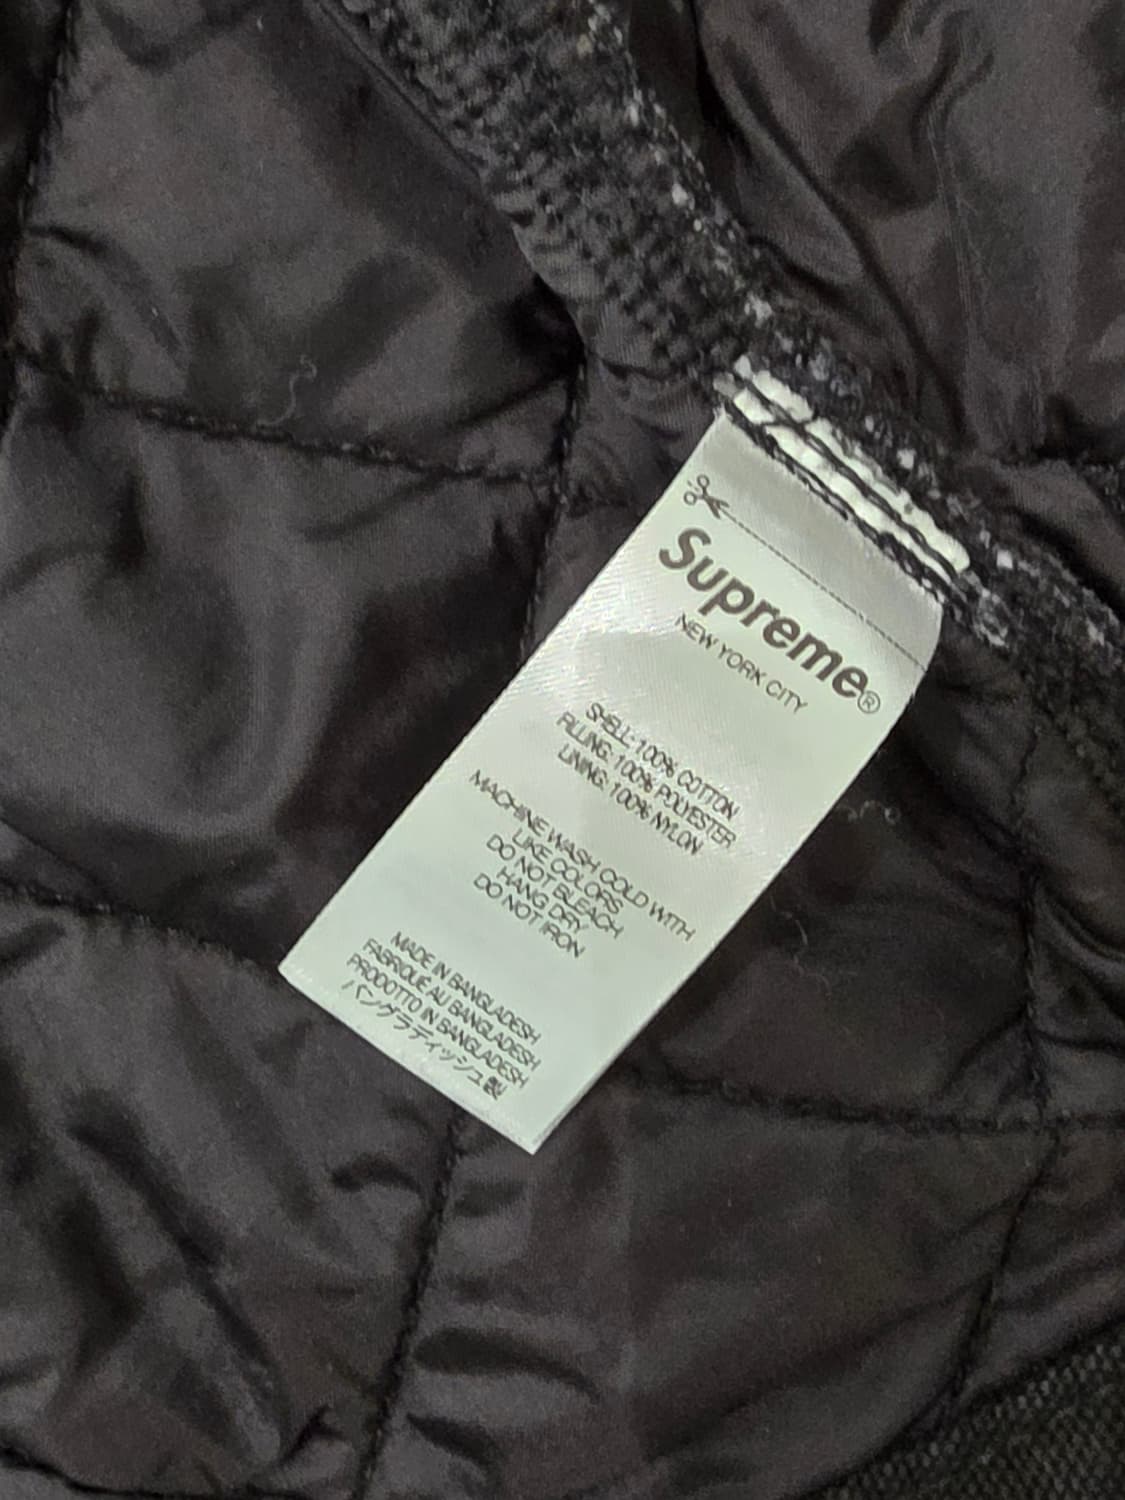 Supreme®
NEW YORK CITY
SHELL: 100% COTTON
FILLING: 100% POLYESTER
LINING: 100% NYLON
MACHINE WASH COLD WITH
LIKE COLORS
DO NOT BLEACH
HANG DRY
DO NOT IRON
MADE IN BANGLADESH
FABRIQUÉ AU BANGLADESH
PRODOTTO IN BANGLADESH
バングラディッシュ製